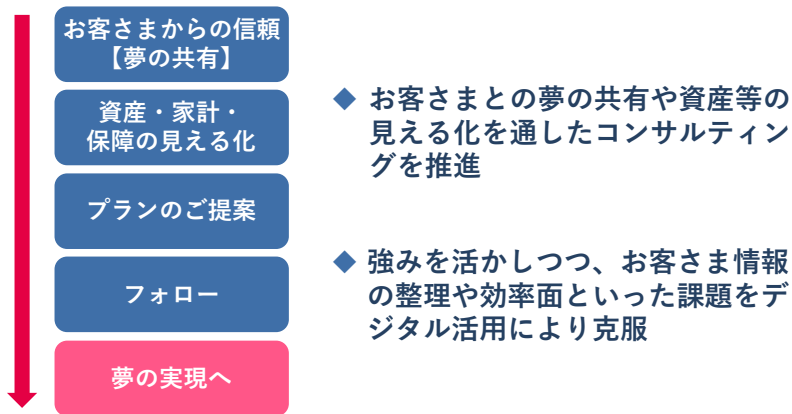 お客さまからの信頼
【夢の共有】
資産・家計・
保障の見える化
プランのご提案
フォロー
夢の実現へ
◆ お客さまとの夢の共有や資産等の
見える化を通したコンサルティン
グを推進
◆ 強みを活かしつつ、お客さま情報
の整理や効率面といった課題をデ
ジタル活用により克服